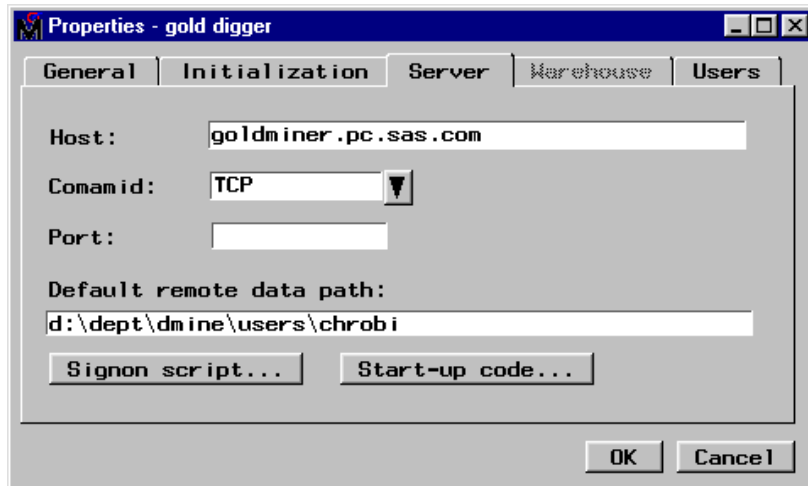 Properties - gold digger
General Initialization Server Warehouse Users
Host: goldminer.pc.sas.com
Comamid: TCP
Port:
Default remote data path:
d:\dept\dmine\users\chrobi
Signon script... Start-up code...
OK Cancel